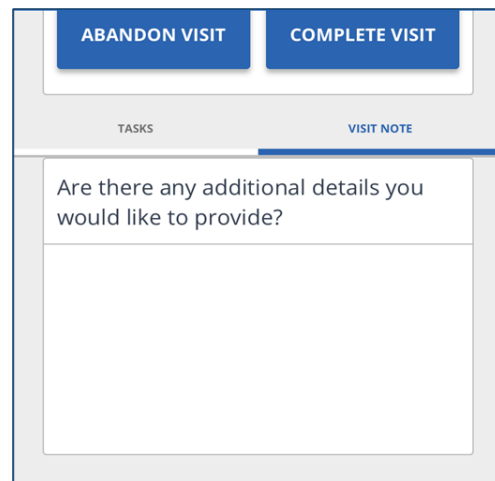 ABANDON VISIT COMPLETE VISIT
TASKS VISIT NOTE
Are there any additional details you
would like to provide?